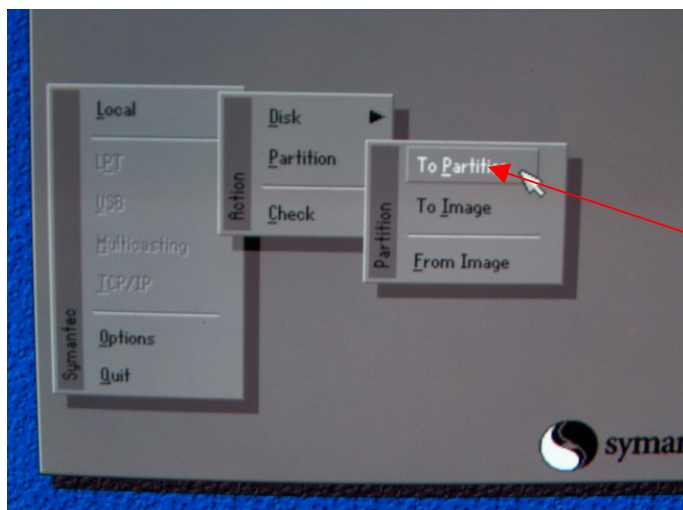 Symantec
Local
LPT
USB
Multicasting
TCP/IP
Options
Quit
Action
Disk
Partition
Check
Partition
To Partition
To Image
From Image
syman